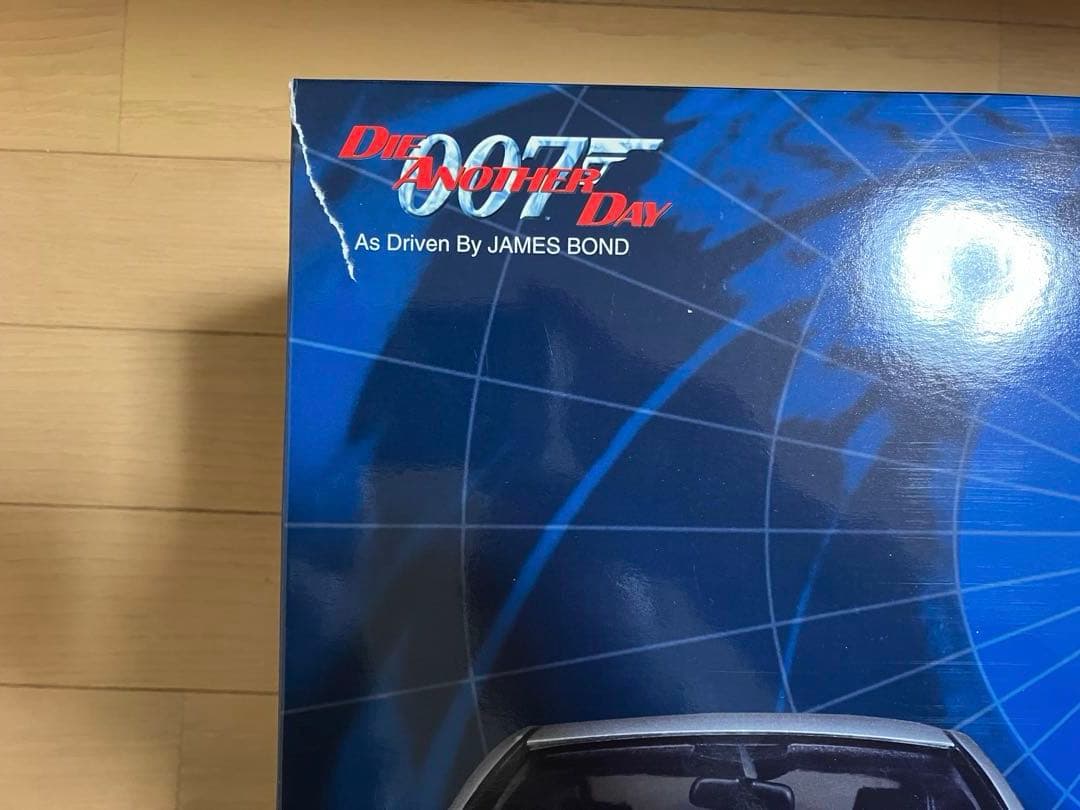 DIE ANOTHER DAY
007
As Driven By JAMES BOND